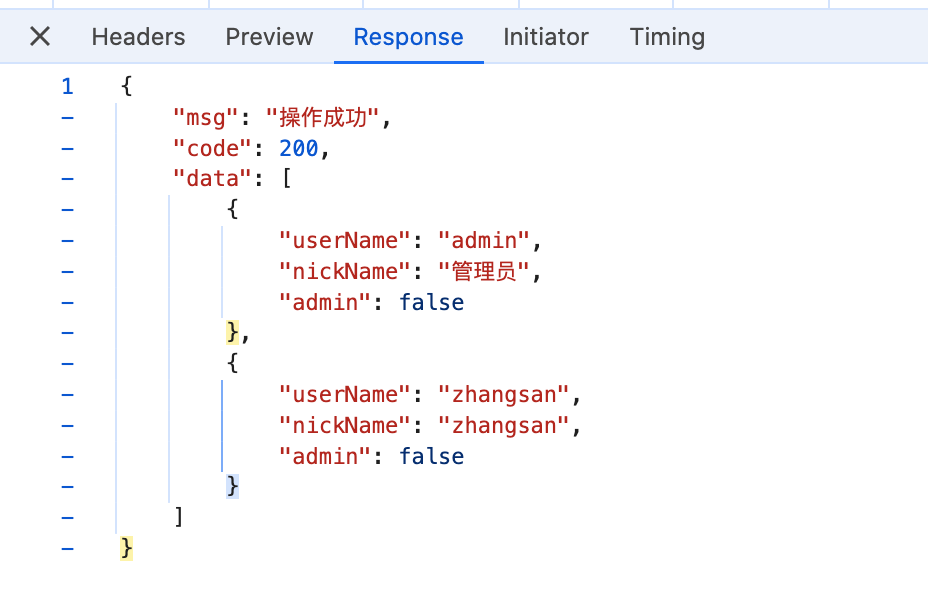 Headers Preview Response Initiator Timing
1 {
"msg": "操作成功",
"code": 200,
"data": [
{
"userName": "admin",
"nickName": "管理员",
"admin": false
},
{
"userName": "zhangsan",
"nickName": "zhangsan",
"admin": false
}
]
}